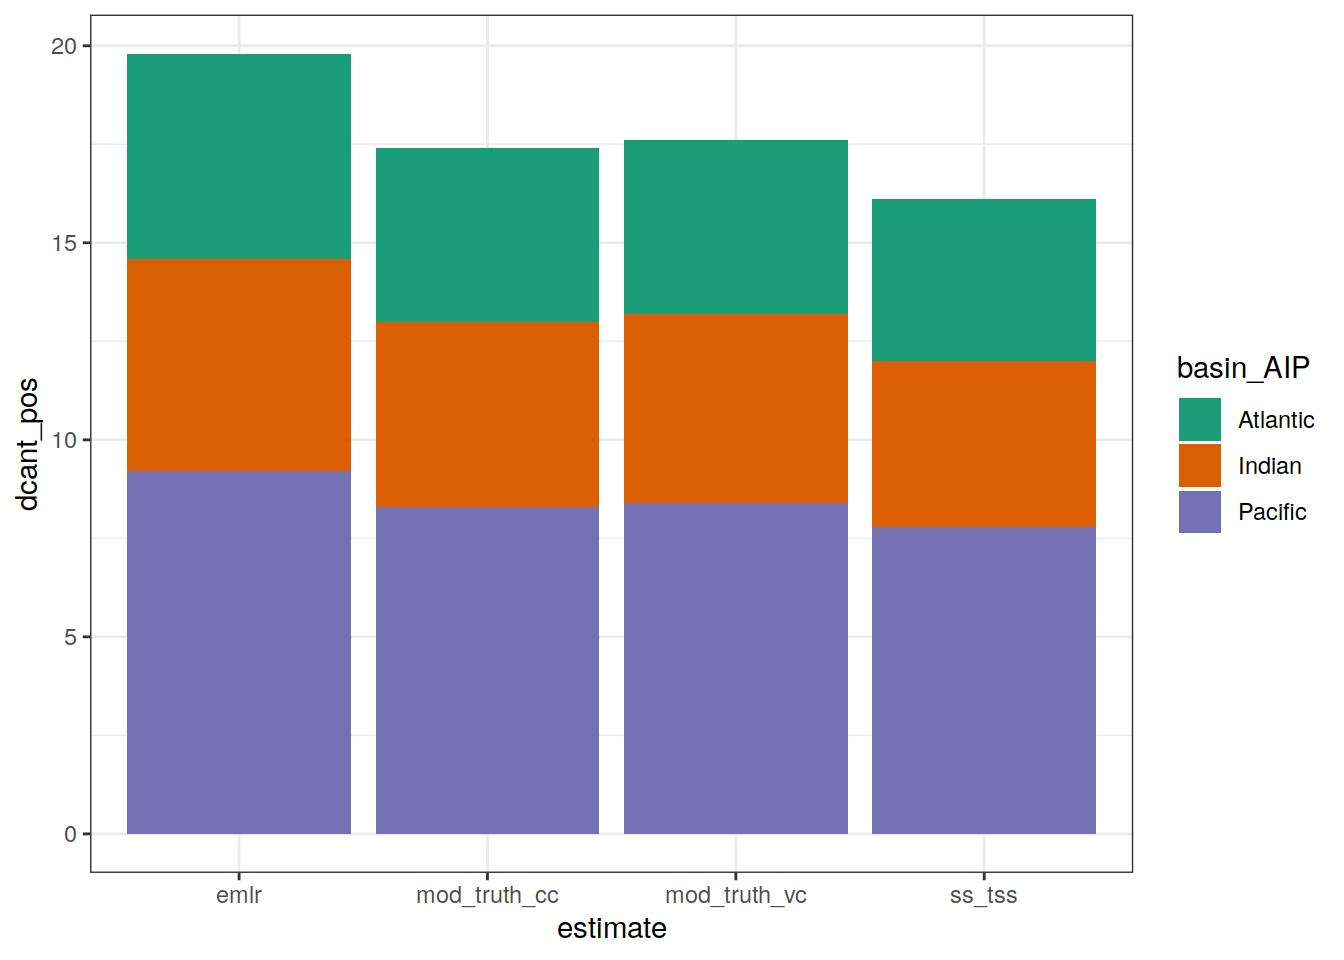 20
15
10
5
0
dcant_pos
emlr
mod_truth_cc
mod_truth_vc
ss_tss
estimate
basin_AIP
Atlantic
Indian
Pacific